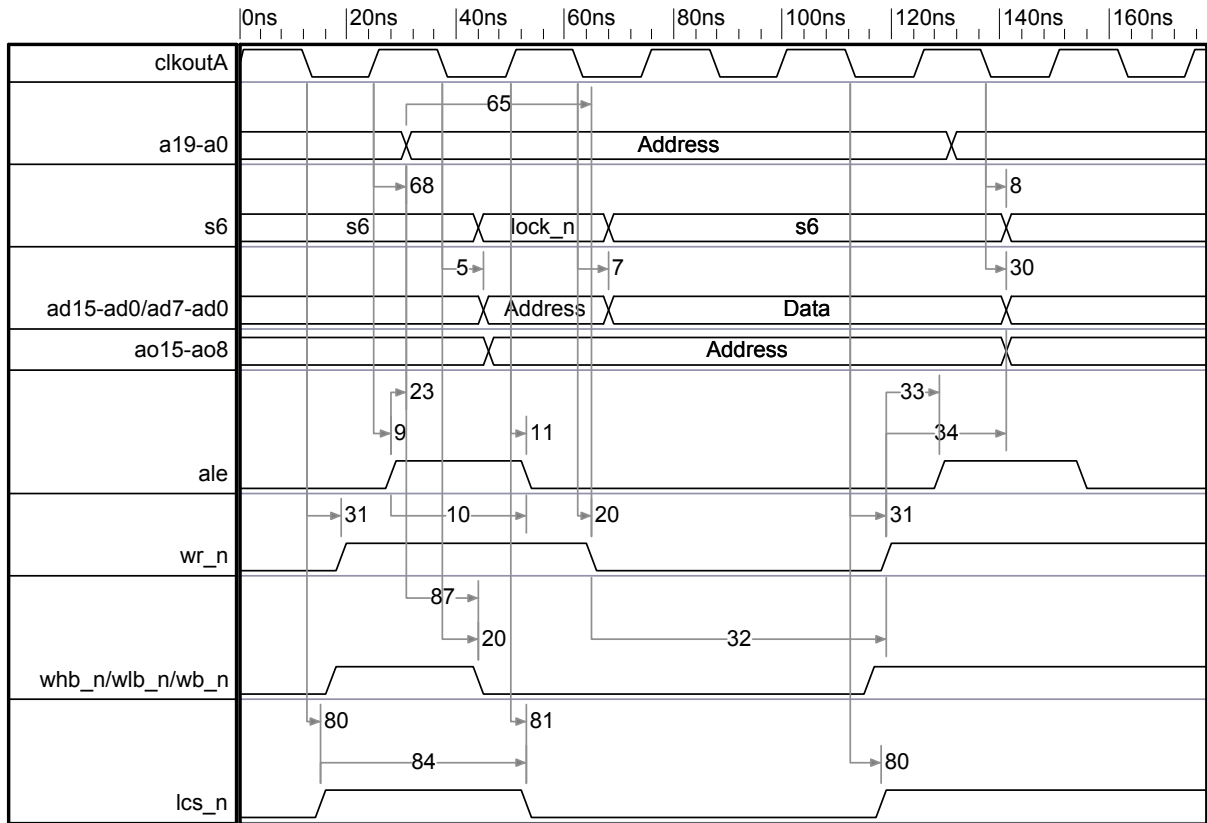 0ns 20ns 40ns 60ns 80ns 100ns 120ns 140ns 160ns
clkoutA
65
a19-a0 Address
68 8
s6 s6 lock_n s6
5 7 30
ad15-ad0/ad7-ad0 Address Data
ao15-ao8 Address
23 33
9 11 34
ale
31 10 20 31
wr_n
87
20 32
whb_n/wlb_n/wb_n
80 81
84 80
lcs_n